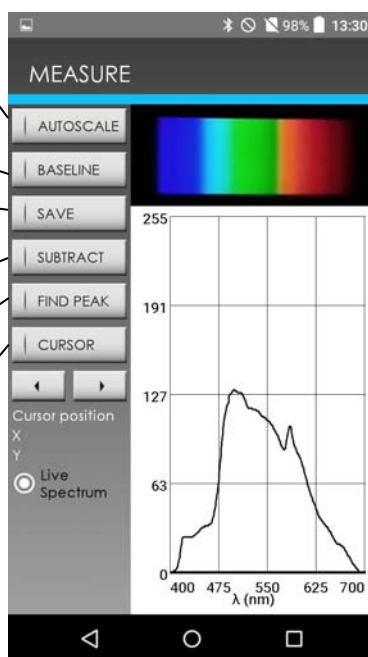 98% 13:30
MEASURE
AUTOSCALE
BASELINE
SAVE
SUBTRACT
FIND PEAK
CURSOR
Cursor position
X
Y
Live
Spectrum
255
191
127
63
0
400 475 550 625 700
λ (nm)